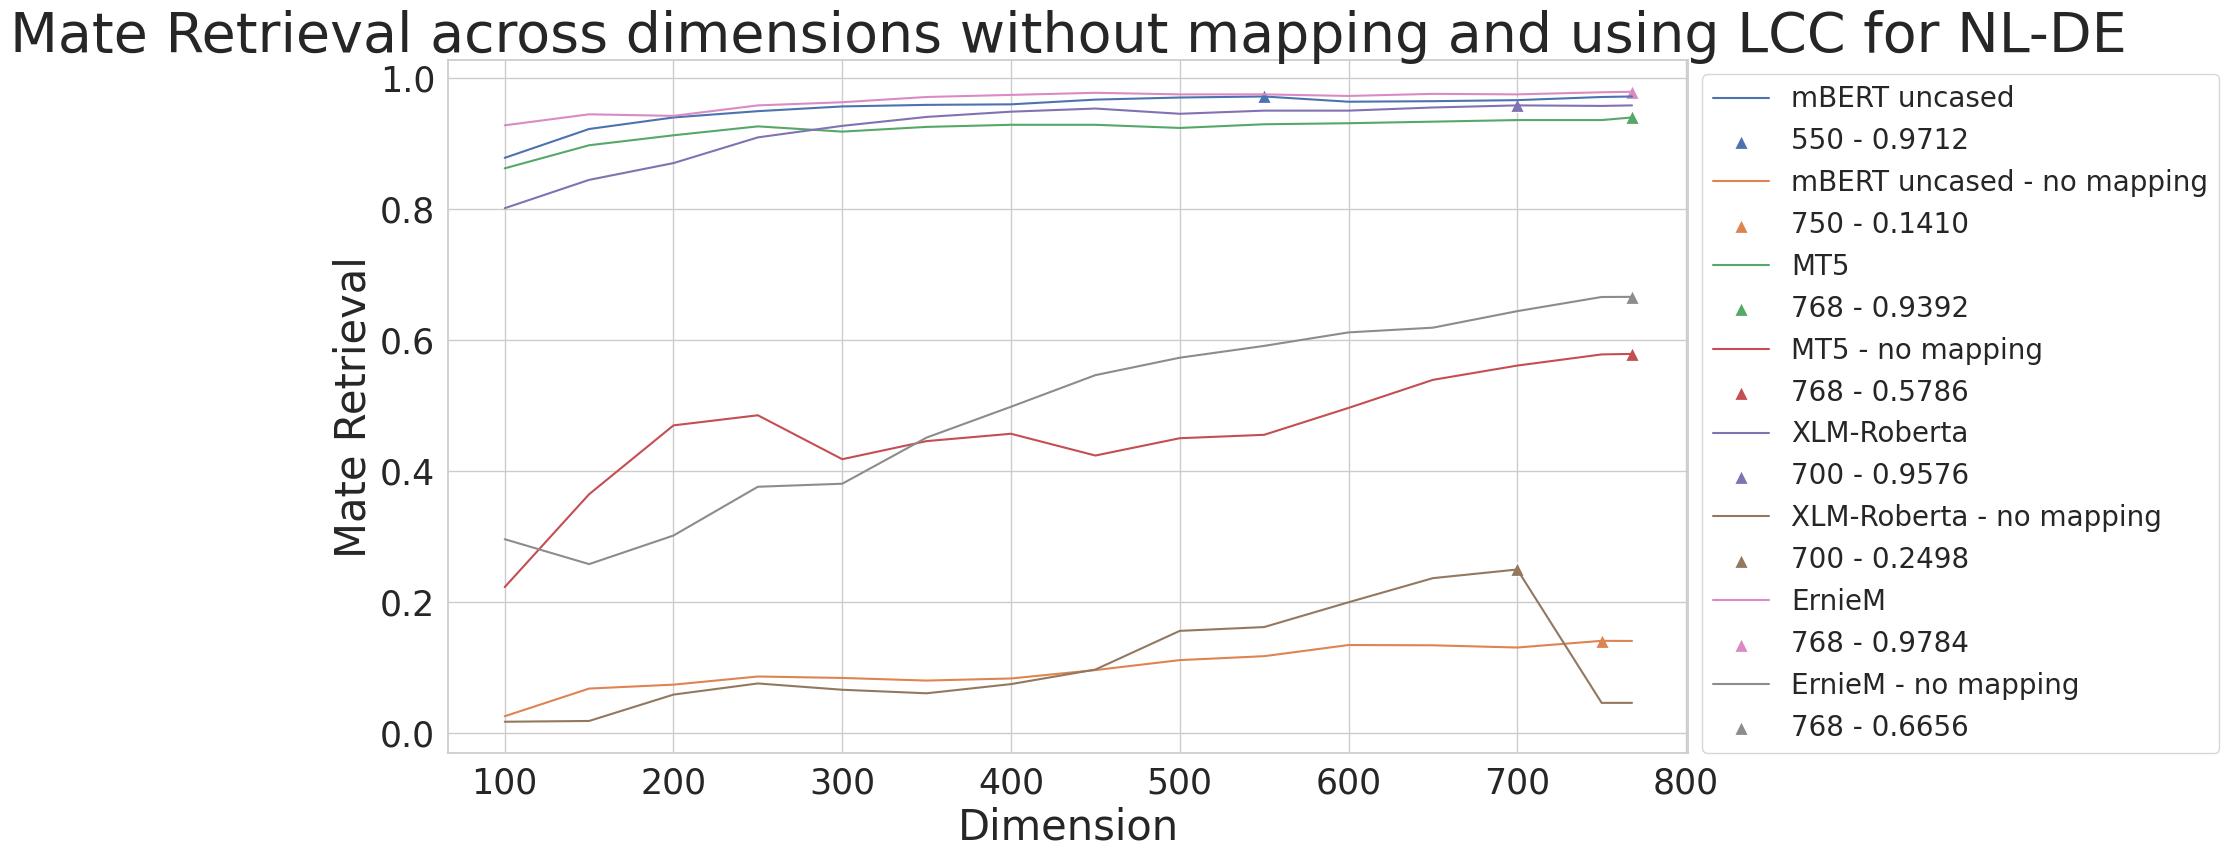 Mate Retrieval across dimensions without mapping and using LCC for NL-DE
Mate Retrieval
1.0
0.8
0.6
0.4
0.2
0.0
100 200 300 400 500 600 700 800
Dimension
mBERT uncased
550 - 0.9712
mBERT uncased - no mapping
750 - 0.1410
MT5
768 - 0.9392
MT5 - no mapping
768 - 0.5786
XLM-Roberta
700 - 0.9576
XLM-Roberta - no mapping
700 - 0.2498
ErnieM
768 - 0.9784
ErnieM - no mapping
768 - 0.6656